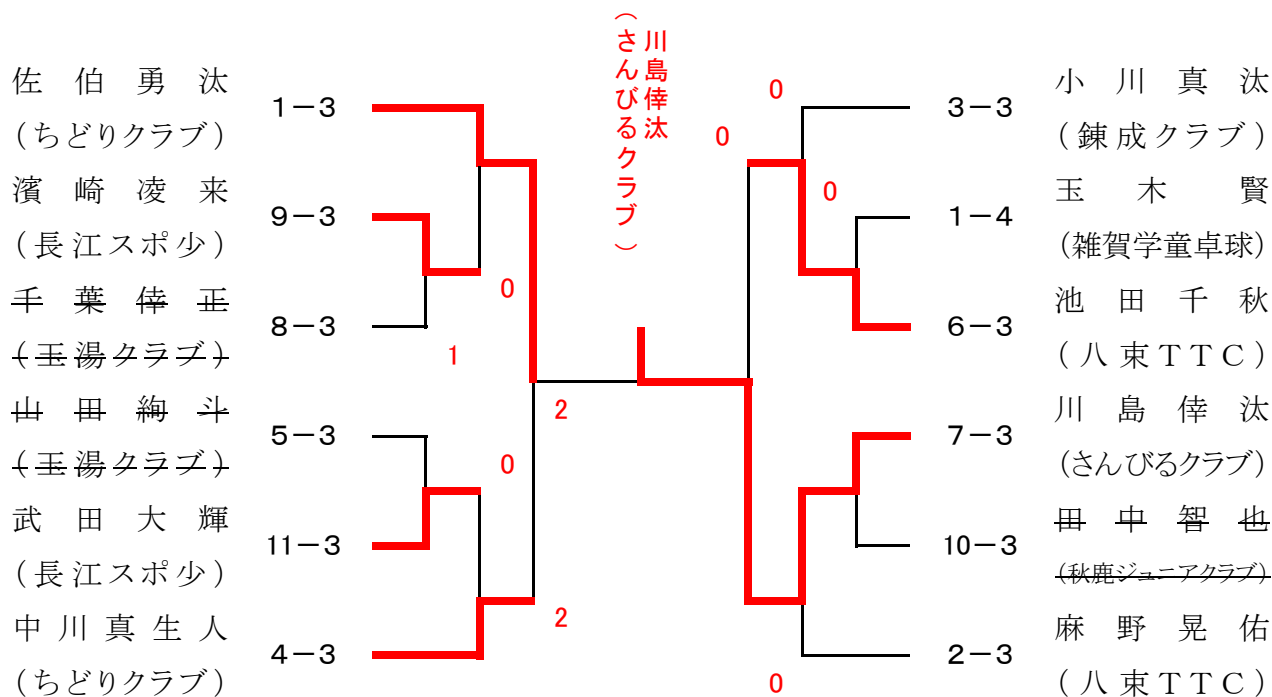 川島倖汰
（さんびるクラブ）
佐伯勇汰
1－3
（ちどりクラブ）
濱崎凌来
9－3
（長江スポ少）
千葉倖正
8－3
（玉湯クラブ）
山田絢斗
5－3
（玉湯クラブ）
武田大輝
11－3
（長江スポ少）
中川真生人
4－3
（ちどりクラブ）
0
1
2
0
2
0
0
0
0
小川真汰
3－3
（錬成クラブ）
玉木賢
1－4
（雑賀学童卓球）
池田千秋
6－3
（八束ＴＴＣ）
川島倖汰
7－3
（さんびるクラブ）
田中智也
10－3
（秋鹿ジュニアクラブ）
麻野晃佑
2－3
（八束ＴＴＣ）